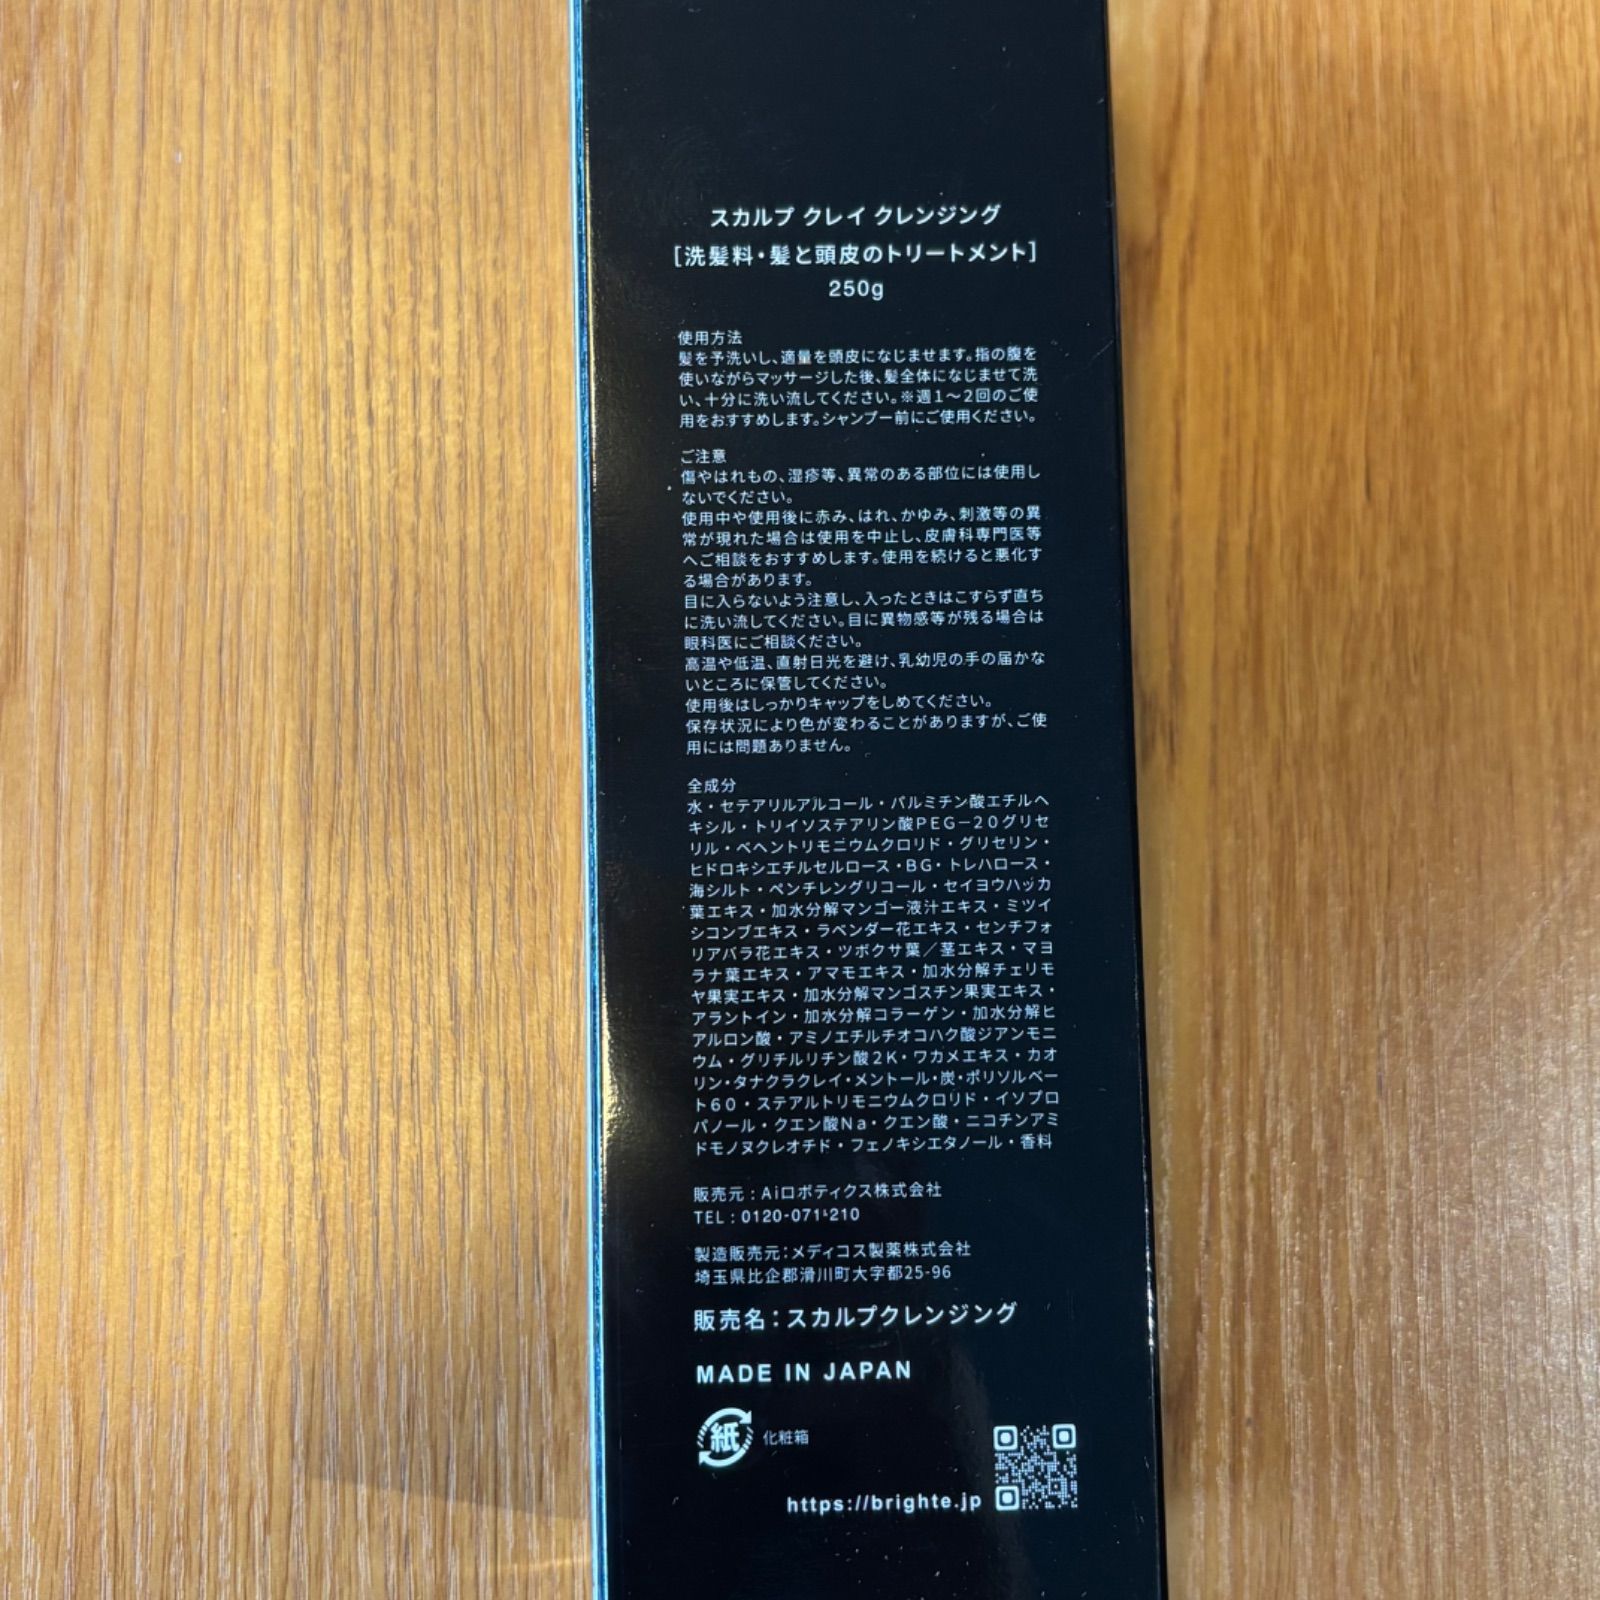 スカルプ クレイ クレンジング
[洗髪料・髪と頭皮のトリートメント]
250g
使用方法
髪を予洗いし、適量を頭皮になじませます。指の腹を
使いながらマッサージした後、髪全体になじませて洗
い、十分に洗い流してください。※週1～2回のご使
用をおすすめします。シャンプー前にご使用ください。
ご注意
傷やはれもの、湿疹等、異常のある部位には使用し
ないでください。
使用中や使用後に赤み、はれ、かゆみ、刺激等の異
常が現れた場合は使用を中止し、皮膚科専門医等
へご相談をおすすめします。使用を続けると悪化す
る場合があります。
目に入らないよう注意し、入ったときはこすらず直ち
に洗い流してください。目に異物感等が残る場合は
眼科医にご相談ください。
高温や低温、直射日光を避け、乳幼児の手の届かな
いところに保管してください。
使用後はしっかりキャップをしめてください。
保存状況により色が変わることがありますが、ご使
用には問題ありません。
全成分
水・セテアリルアルコール・パルミチン酸エチルヘ
キシル・トリイソステアリン酸PEG－20グリセ
リル・ベヘントリモニウムクロリド・グリセリン・
ヒドロキシエチルセルロース・BG・トレハロース・
海シルト・ペンチレングリコール・セイヨウハッカ
葉エキス・加水分解マンゴー液汁エキス・ミツイ
シコンブエキス・ラベンダー花エキス・センチフォ
リアバラ花エキス・ツボクサ葉／茎エキス・マヨ
ラナ葉エキス・アマモエキス・加水分解チェリモ
ヤ果実エキス・加水分解マンゴスチン果実エキス・
アラントイン・加水分解コラーゲン・加水分解ヒ
アルロン酸・アミノエチルチオコハク酸ジアンモニ
ウム・グリチルリチン酸2K・ワカメエキス・カオ
リン・タナクラクレイ・メントール・炭・ポリソルベー
ト60・ステアルトリモニウムクロリド・イソプロ
パノール・クエン酸Na・クエン酸・ニコチンアミ
ドモノヌクレオチド・フェノキシエタノール・香料
販売元：Aiロボティクス株式会社
TEL：0120-071-210
製造販売元：メディコス製薬株式会社
埼玉県比企郡滑川町大字都25-96
販売名：スカルプクレンジング
MADE IN JAPAN
紙 化粧箱
https://brighte.jp